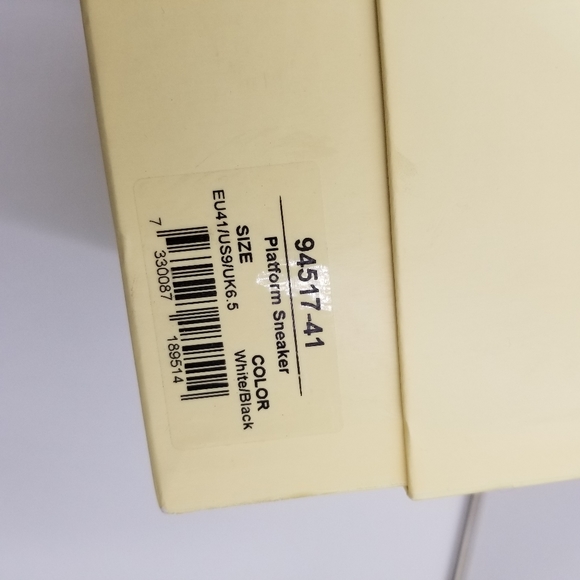 94517-41
Platform Sneaker
SIZE COLOR
EU41/US9/UK6.5 White/Black
7 330087 189514